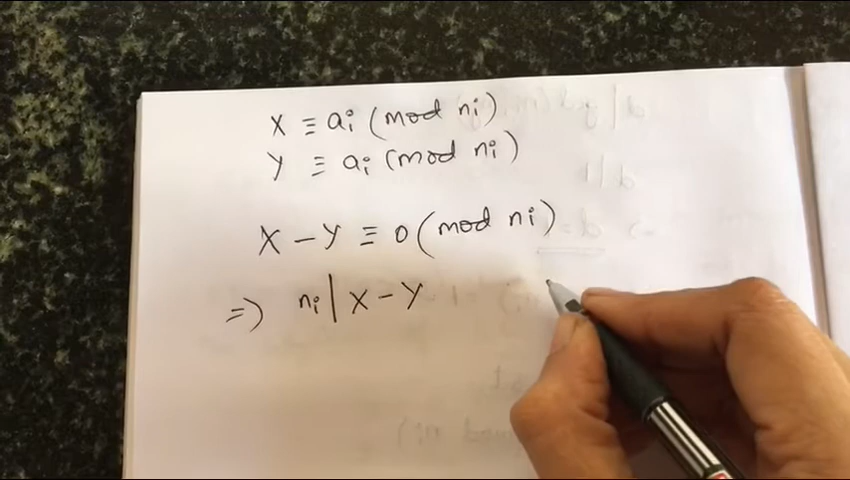 X ≡ ai (mod ni)
Y ≡ ai (mod ni)
X - Y ≡ 0 (mod ni)
=) ni | X - Y